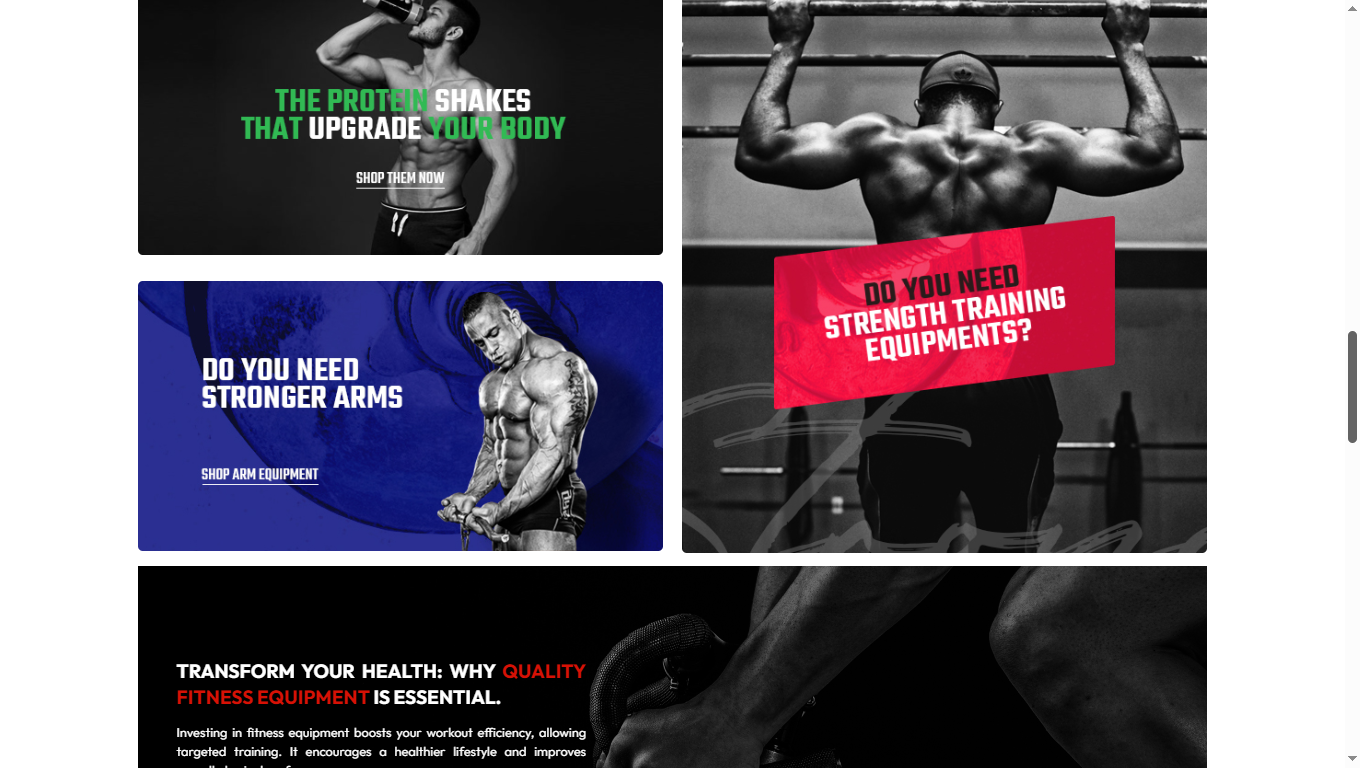 THE PROTEIN SHAKES
THAT UPGRADE YOUR BODY
SHOP THEM NOW
DO YOU NEED
STRONGER ARMS
SHOP ARM EQUIPMENT
DO YOU NEED
STRENGTH TRAINING
EQUIPMENTS?
TRANSFORM YOUR HEALTH: WHY QUALITY
FITNESS EQUIPMENT IS ESSENTIAL.
Investing in fitness equipment boosts your workout efficiency, allowing
targeted training. It encourages a healthier lifestyle and improves